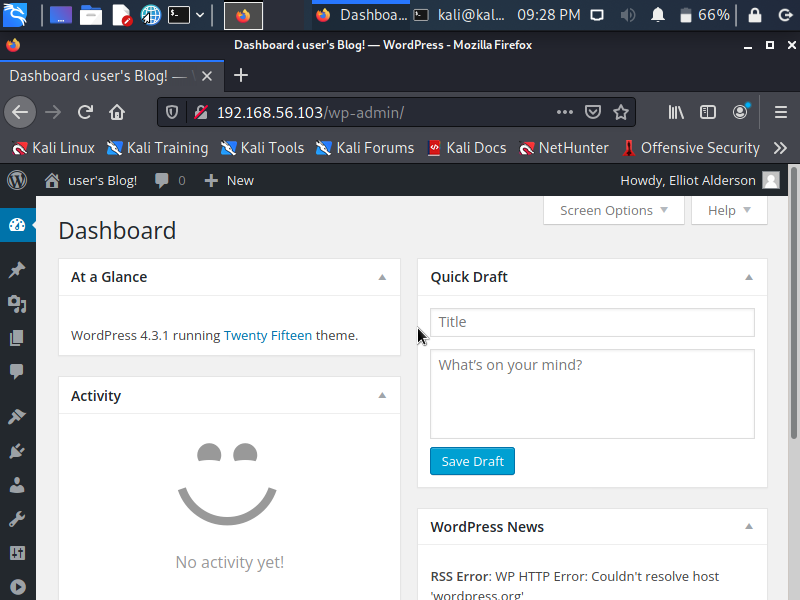 Dashboa... kali@kal... 09:28 PM 66%
Dashboard ‹ user's Blog! — WordPress - Mozilla Firefox
Dashboard ‹ user's Blog! —
192.168.56.103/wp-admin/
Kali Linux Kali Training Kali Tools Kali Forums Kali Docs NetHunter Offensive Security
user's Blog! 0 New Howdy, Elliot Alderson
Screen Options Help
Dashboard
At a Glance
WordPress 4.3.1 running Twenty Fifteen theme.
Activity
No activity yet!
Quick Draft
Title
What's on your mind?
Save Draft
WordPress News
RSS Error: WP HTTP Error: Couldn't resolve host
'wordpress.org'